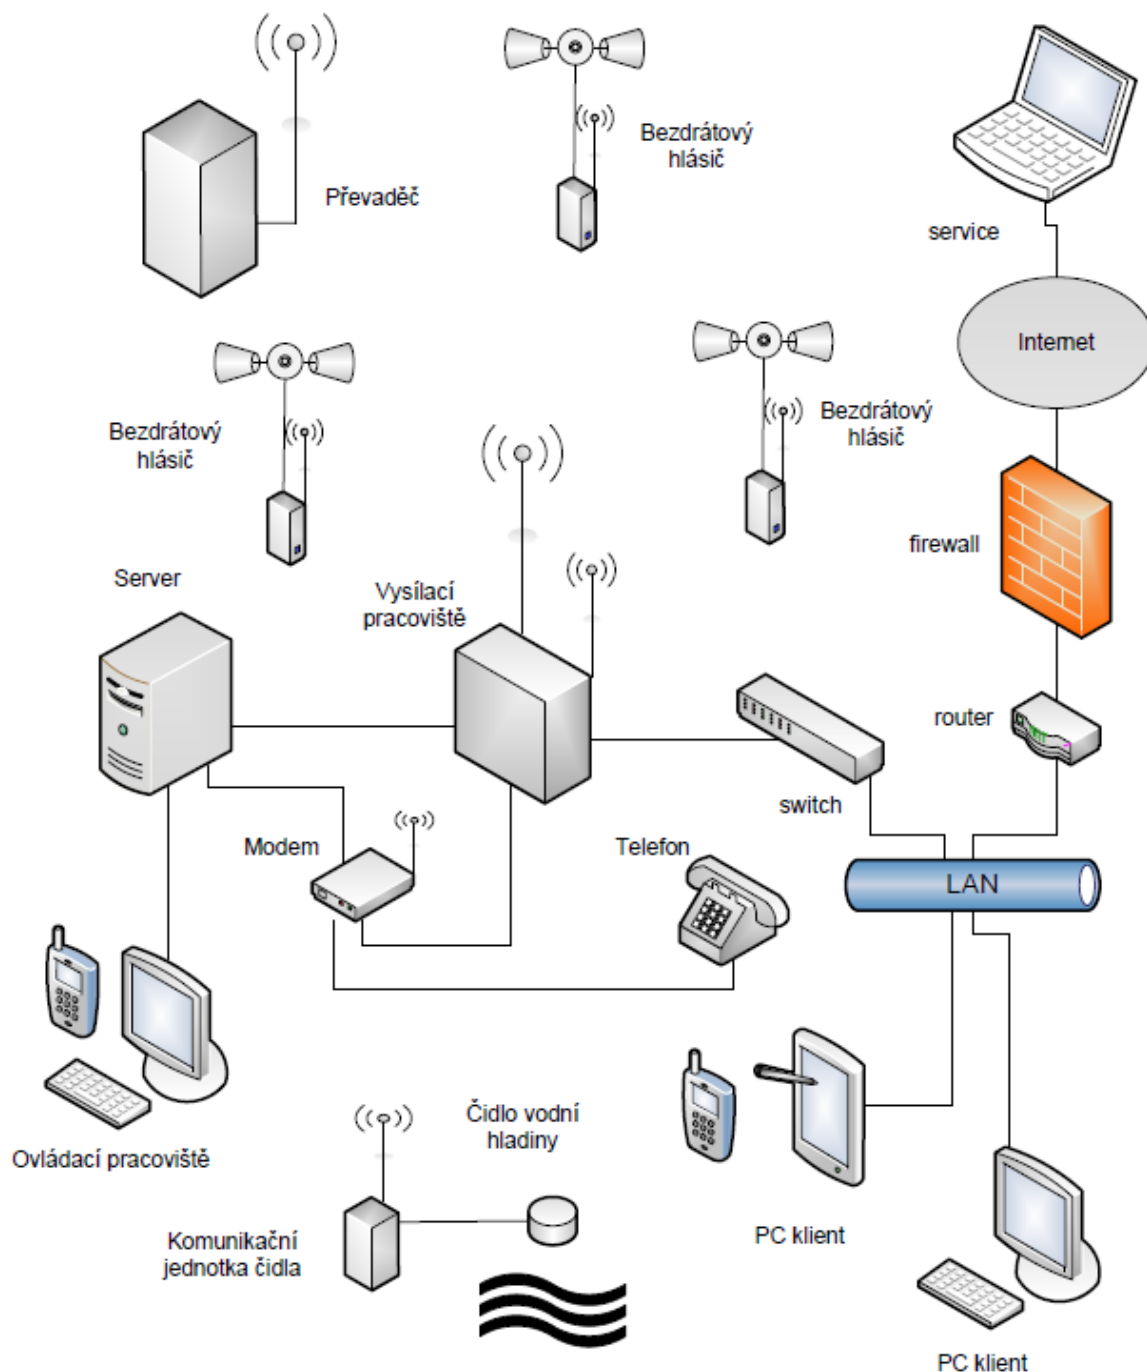 Bezdrátový
hlásič
Převaděč
service
Internet
Bezdrátový
hlásič
Bezdrátový
hlásič
firewall
Server
Vysílací
pracoviště
router
switch
Modem
Telefon
LAN
Čidlo vodní
hladiny
Ovládací pracoviště
PC klient
Komunikační
jednotka čidla
PC klient